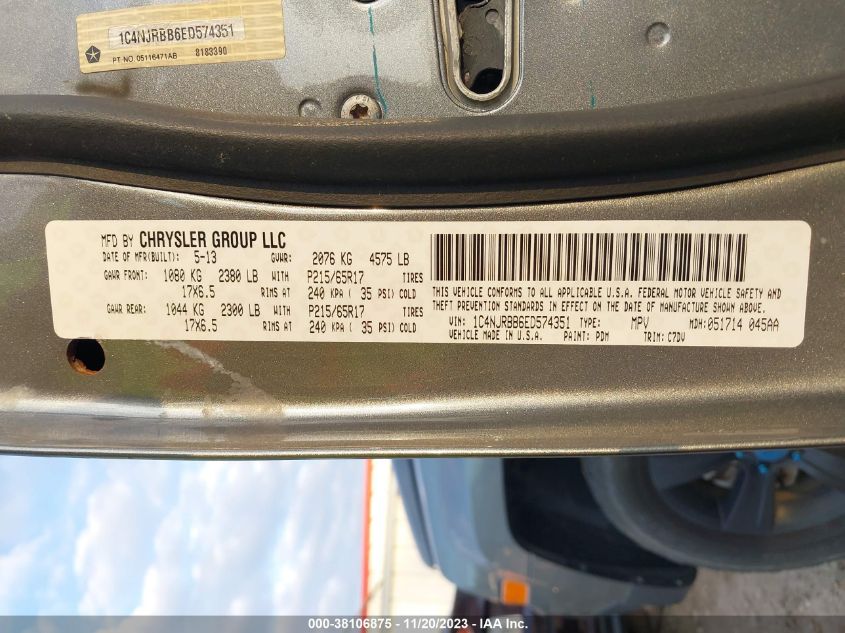 1C4NJRBB6ED574351
PT NO. 05116471AB 8183390
MFD BY CHRYSLER GROUP LLC
DATE OF MFR(BUILT): 5-13 GVWR: 2076 KG 4575 LB
GAWR FRONT: 1080 KG 2380 LB WITH P215/65R17 TIRES
17X6.5 RIMS AT 240 KPA ( 35 PSI) COLD
GAWR REAR: 1044 KG 2300 LB WITH P215/65R17 TIRES
17X6.5 RIMS AT 240 KPA ( 35 PSI) COLD
THIS VEHICLE CONFORMS TO ALL APPLICABLE U.S.A. FEDERAL MOTOR VEHICLE SAFETY AND
THEFT PREVENTION STANDARDS IN EFFECT ON THE DATE OF MANUFACTURE SHOWN ABOVE.
VIN: 1C4NJRBB6ED574351 TYPE: MPV MDH:051714 045AA
VEHICLE MADE IN U.S.A. PAINT: PDM TRIM: C7DV
000-38106875 - 11/20/2023 - IAA Inc.